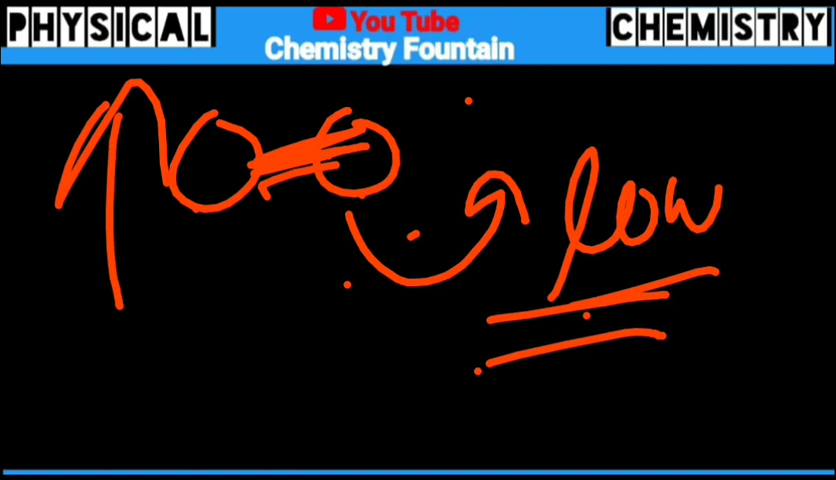 PHYSICAL
You Tube
Chemistry Fountain
CHEMISTRY
low